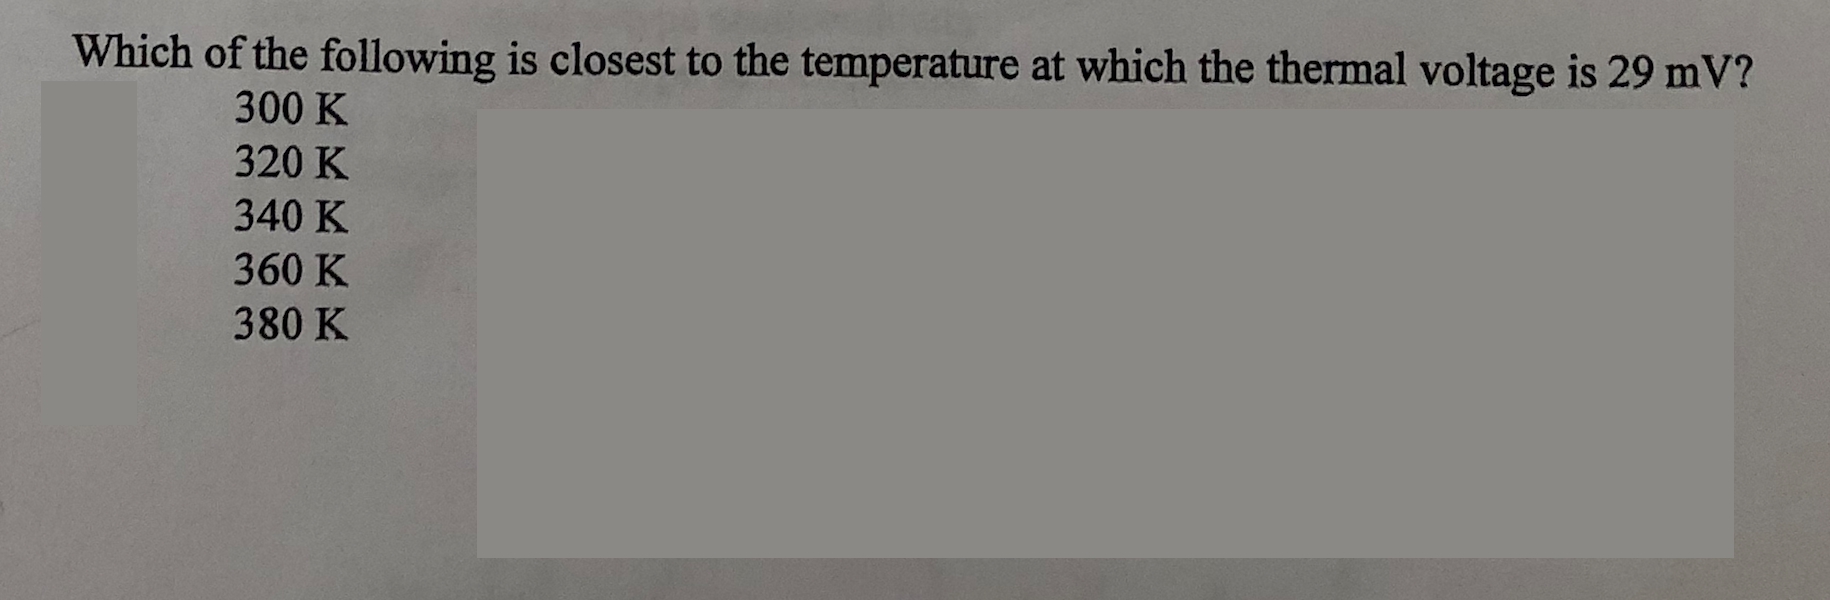 Which of the following is closest to the temperature at which the thermal voltage is 29 mV?
300 K
320 K
340 K
360 K
380 K